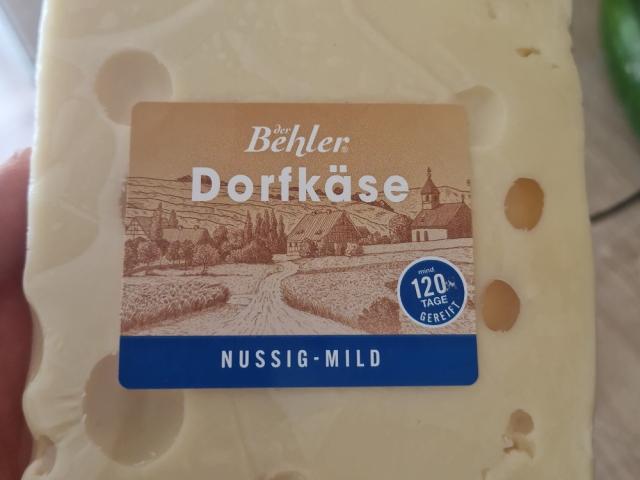 der
Behler®
Dorfkäse
mind.
120
TAGE
GEREIFT
NUSSIG-MILD